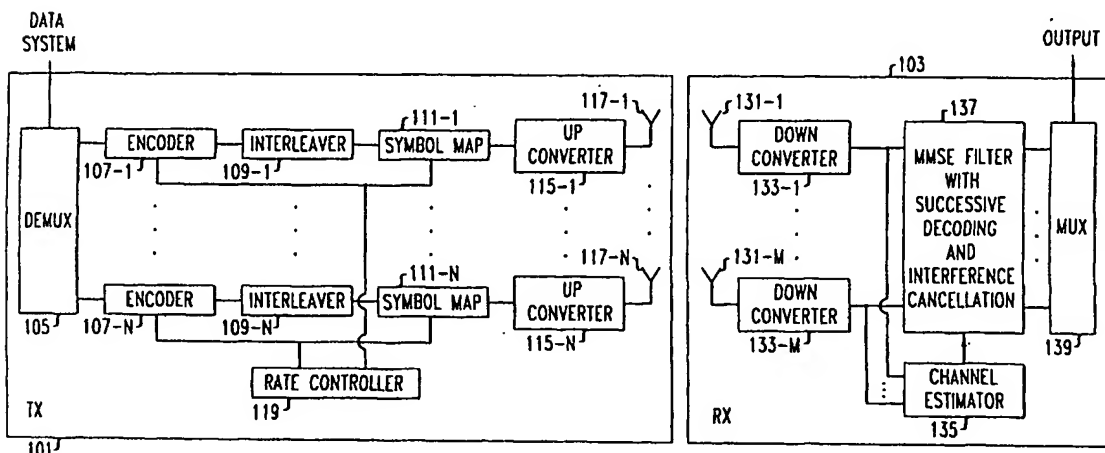 DATA
SYSTEM
OUTPUT
103
117-1
131-1
137
111-1
ENCODER
INTERLEAVER
SYMBOL MAP
UP
CONVERTER
DOWN
CONVERTER
107-1
109-1
115-1
133-1
MMSE FILTER
WITH
SUCCESSIVE
DECODING
AND
INTERFERENCE
CANCELLATION
DEMUX
MUX
117-N
131-M
111-N
ENCODER
INTERLEAVER
SYMBOL MAP
UP
CONVERTER
DOWN
CONVERTER
105
107-N
109-N
115-N
133-M
139
RATE CONTROLLER
119
CHANNEL
ESTIMATOR
135
TX
RX
101